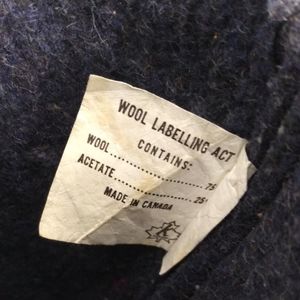 WOOL LABELLING ACT
CONTAINS:
WOOL..................75
ACETATE..................25
MADE IN CANADA
K